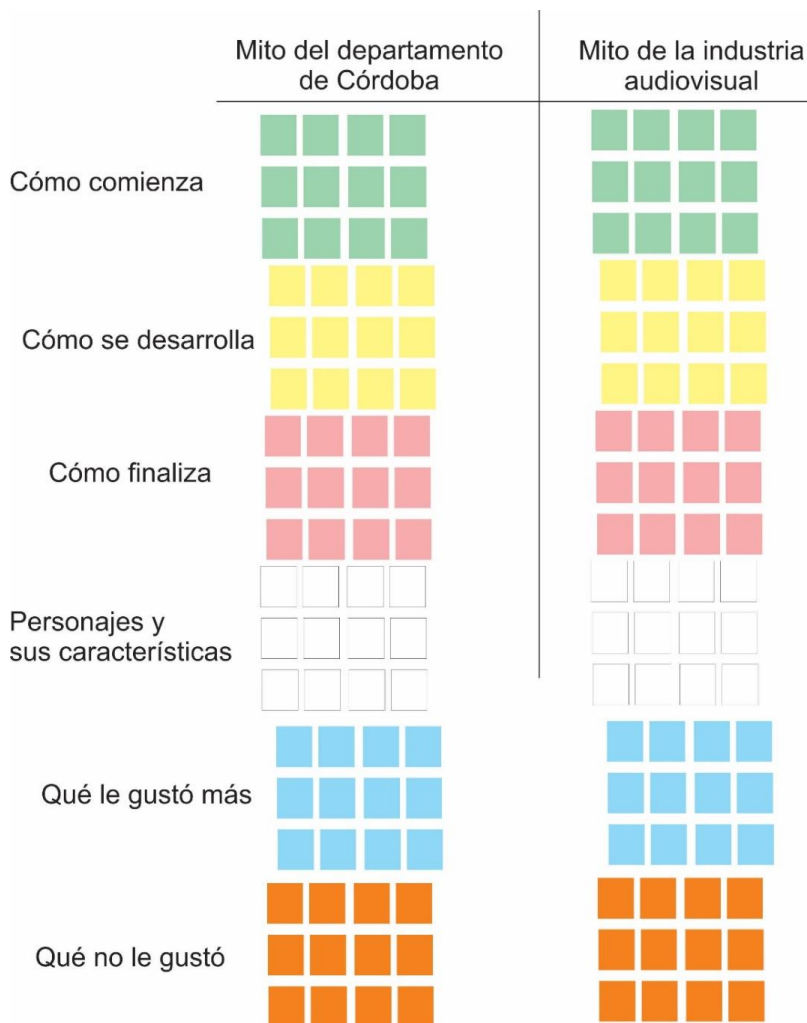 Mito del departamento
de Córdoba
Mito de la industria
audiovisual
Cómo comienza
Cómo se desarrolla
Cómo finaliza
Personajes y
sus características
Qué le gustó más
Qué no le gustó